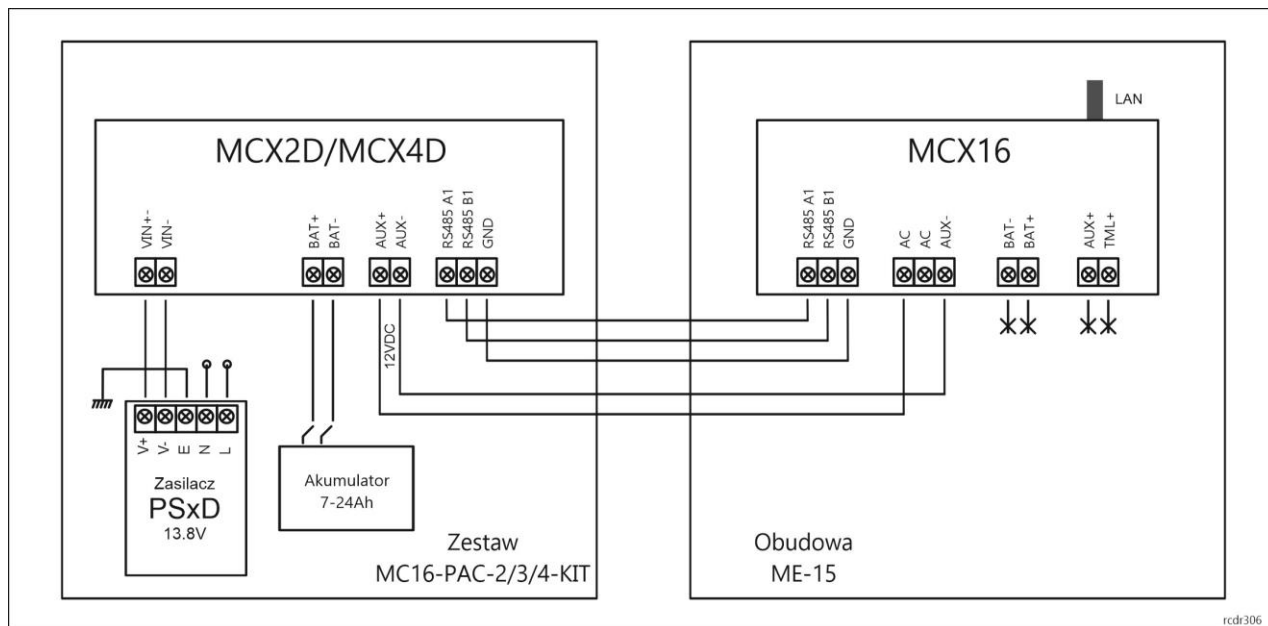 MCX2D/MCX4D
VIN+-
VIN-
BAT+
BAT-
AUX+
AUX-
RS485 A1
RS485 B1
GND
12VDC
V+
V-
E
N
L
Zasilacz
PSxD
13.8V
Akumulator
7-24Ah
Zestaw
MC16-PAC-2/3/4-KIT
LAN
MCX16
RS485 A1
RS485 B1
GND
AC
AC
AUX-
BAT-
BAT+
AUX+
TML+
Obudowa
ME-15
rcdr306